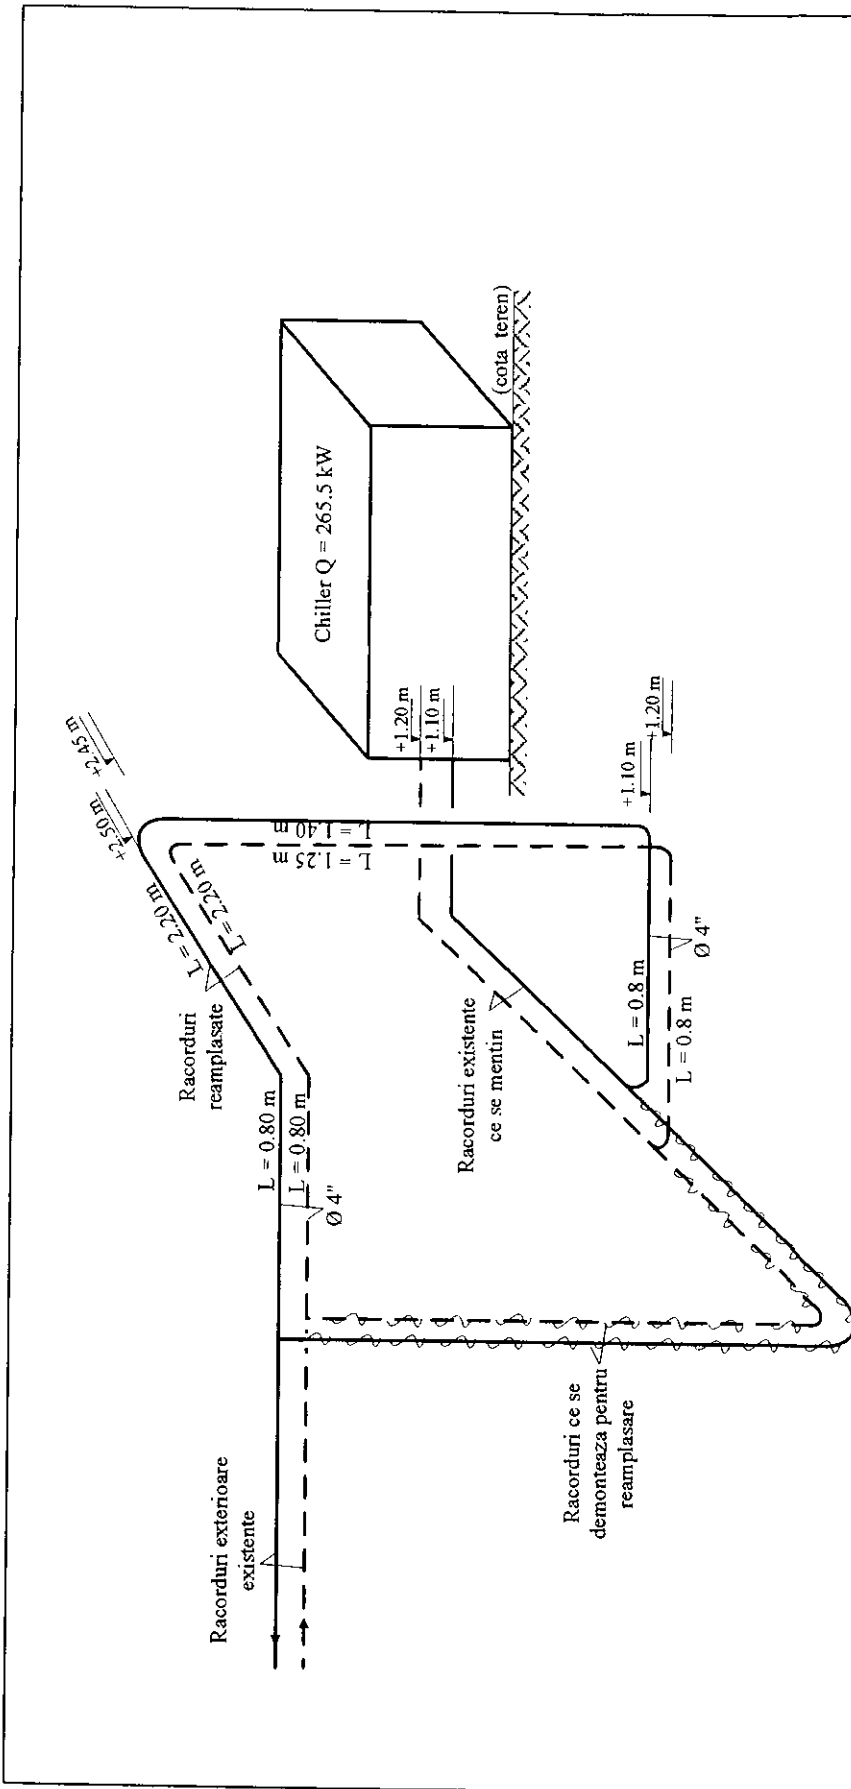 +2.45 m
+2.50 m
L = 2.20 m
L = 2.20 m
Racorduri
reamplasate
L = 1.40 m
L = 1.25 m
Chiller Q = 265.5 kW
(cota teren)
+1.20 m
+1.10 m
+1.10 m
+1.20 m
L = 0.80 m
L = 0.80 m
Ø 4"
Racorduri existente
ce se mentin
L = 0.8 m
L = 0.8 m
Ø 4"
Racorduri exterioare
existente
Racorduri ce se
demonteaza pentru
reamplasare